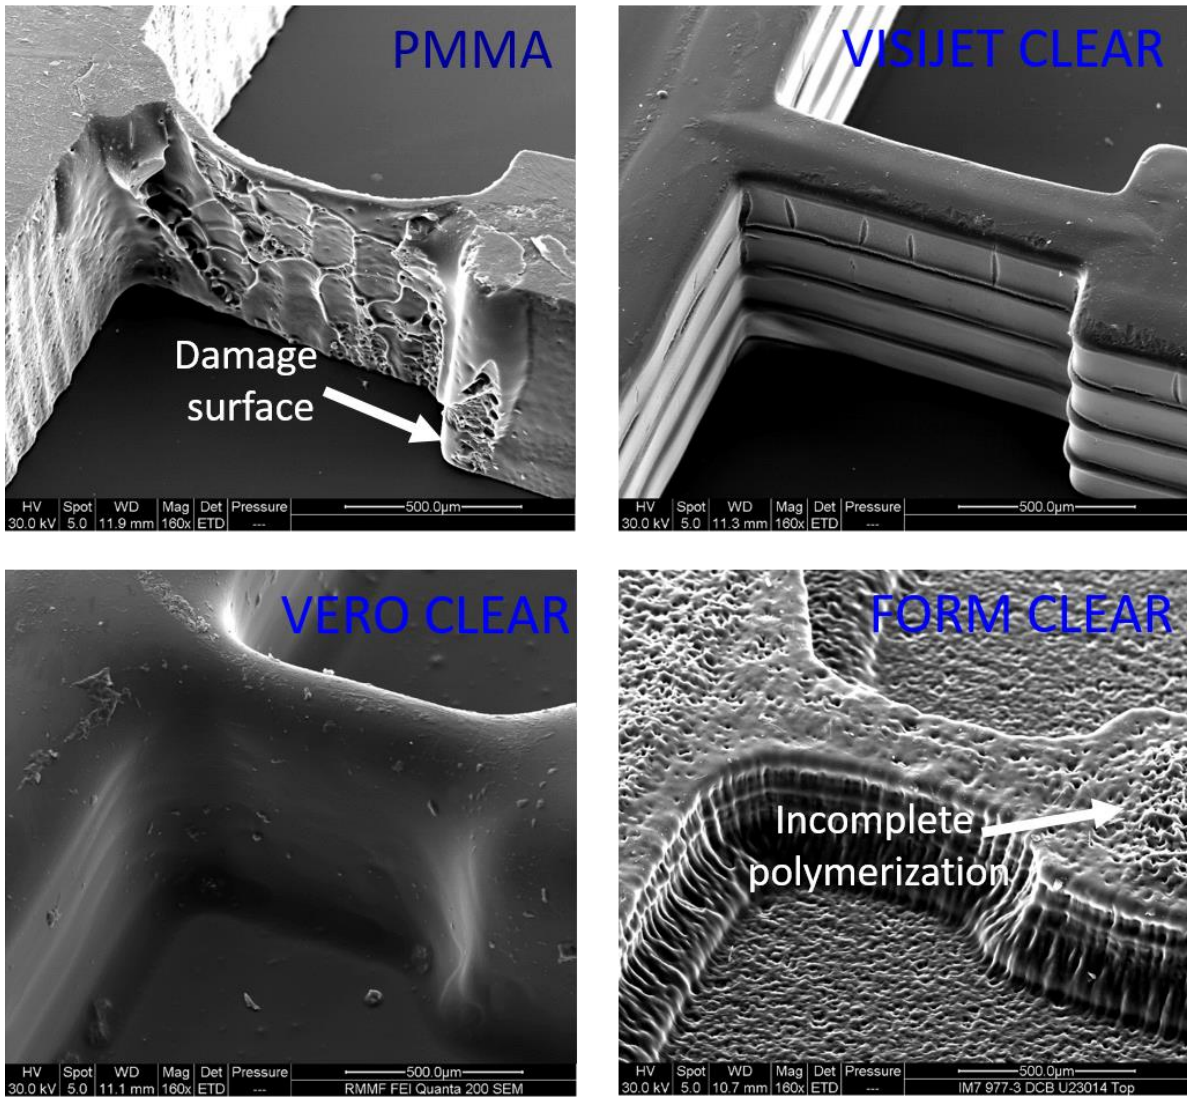 PMMA
Damage
surface
HV Spot WD Mag Det Pressure 500.0µm
30.0 kV 5.0 11.9 mm 160x ETD ---
VISIJET CLEAR
HV Spot WD Mag Det Pressure 500.0µm
30.0 kV 5.0 11.3 mm 160x ETD ---
VERO CLEAR
HV Spot WD Mag Det Pressure 500.0µm
30.0 kV 5.0 11.1 mm 160x ETD --- RMMF FEI Quanta 200 SEM
FORM CLEAR
Incomplete
polymerization
HV Spot WD Mag Det Pressure 500.0µm
30.0 kV 5.0 10.7 mm 160x ETD --- IM7 977-3 DCB U23014 Top